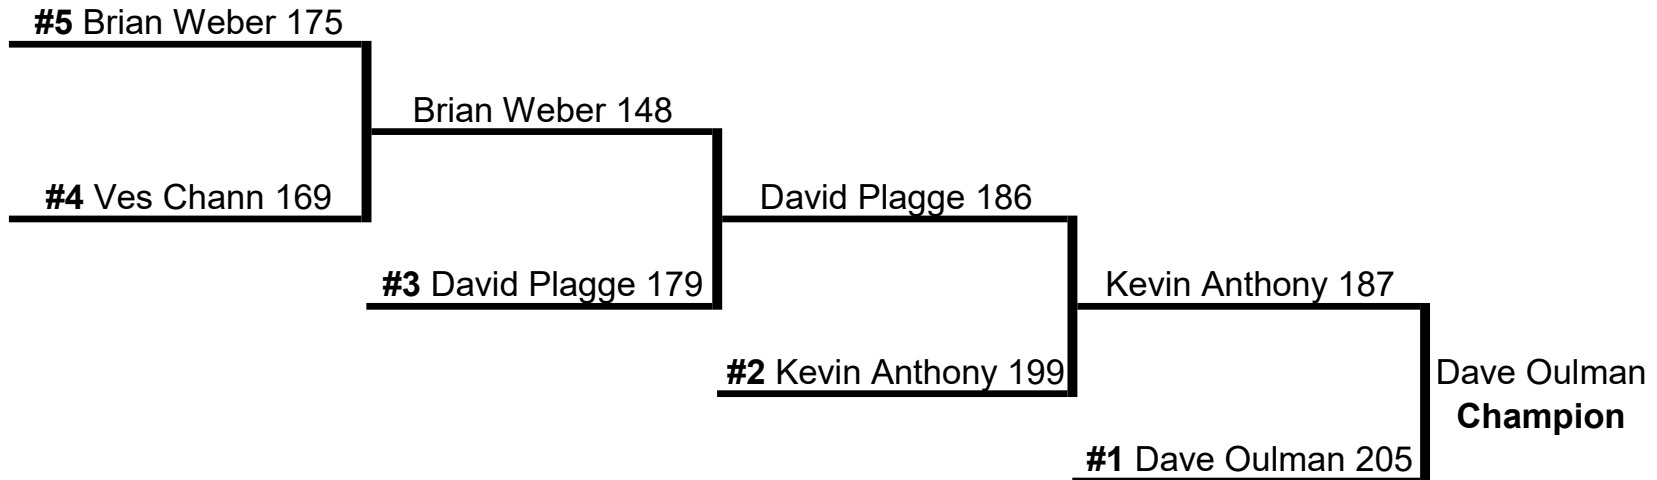 #5 Brian Weber 175
Brian Weber 148
#4 Ves Chann 169
David Plagge 186
#3 David Plagge 179
Kevin Anthony 187
#2 Kevin Anthony 199
Dave Oulman
Champion
#1 Dave Oulman 205